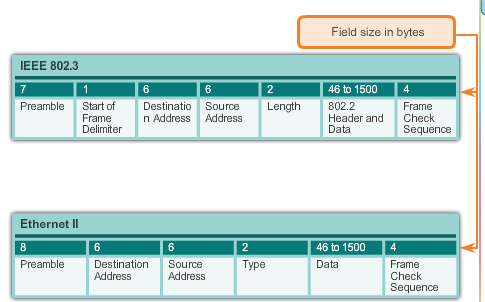 Field size in bytes
IEEE 802.3
7 1 6 6 2 46 to 1500 4
Preamble Start of Destinatio Source Length 802.2 Frame
Frame n Address Address Header and Check
Delimiter Data Sequence
Ethernet II
8 6 6 2 46 to 1500 4
Preamble Destination Source Type Data Frame
Address Address Check
Sequence